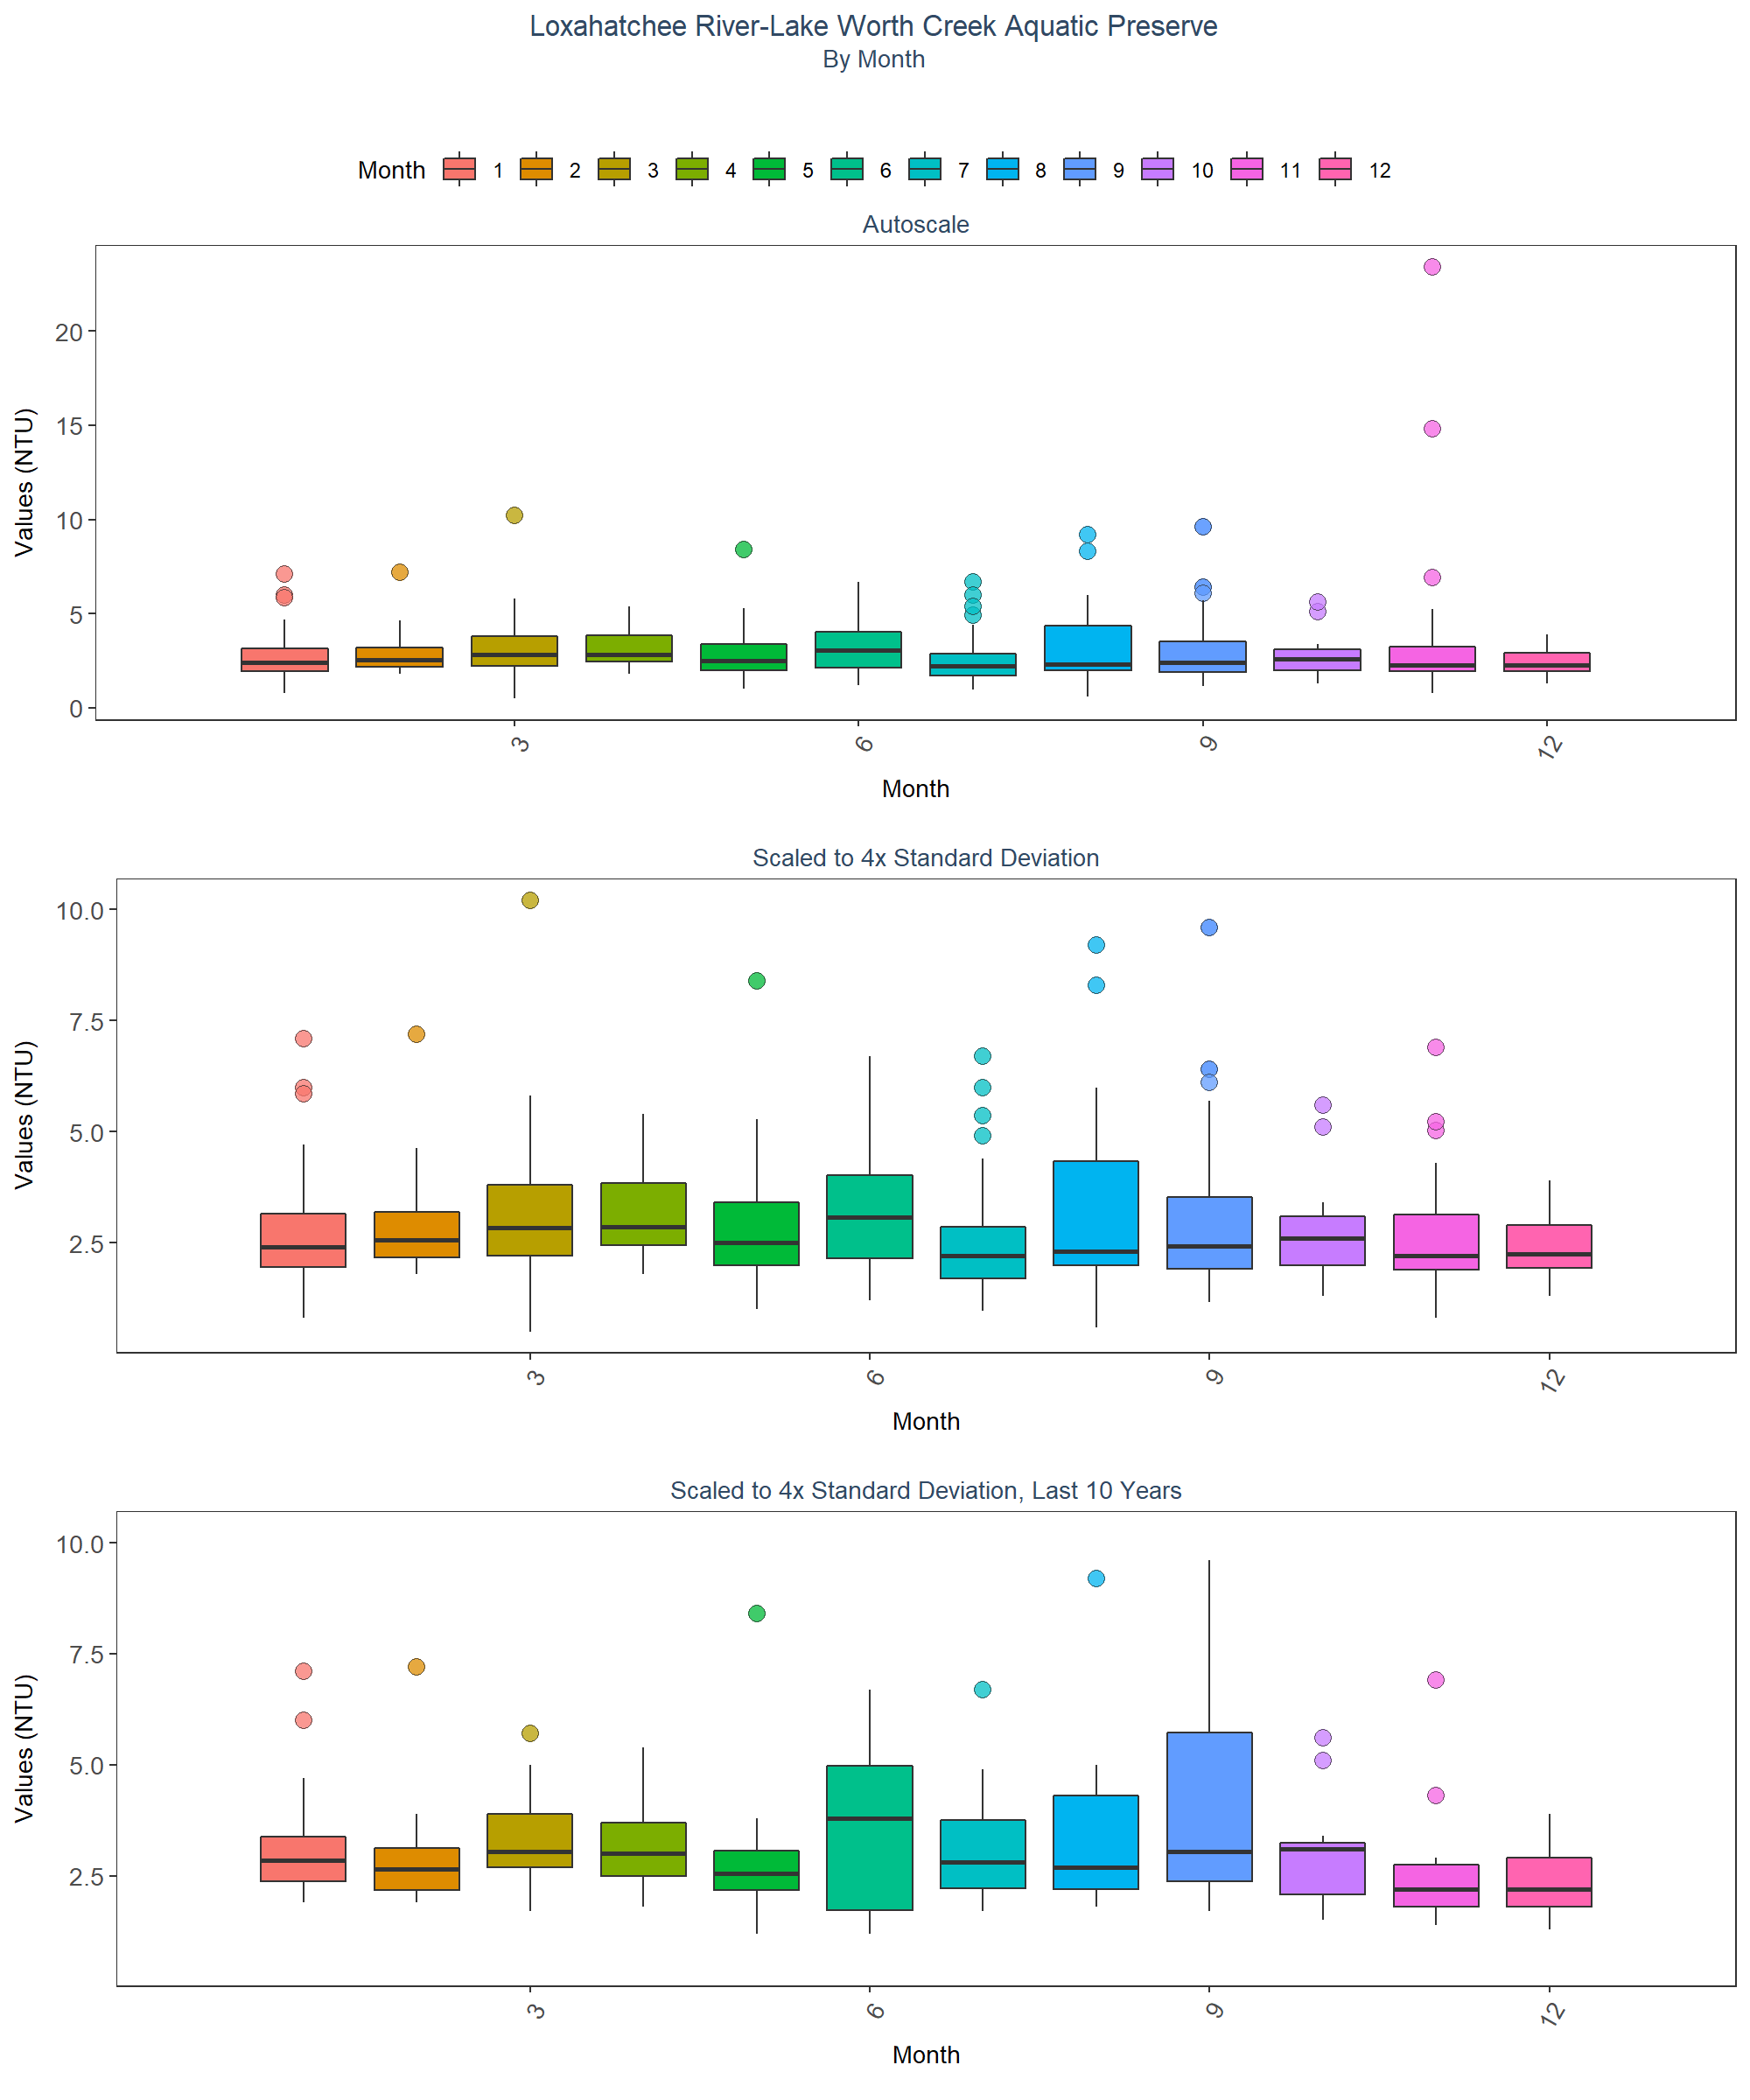 Loxahatchee River-Lake Worth Creek Aquatic Preserve
By Month
Month 1 2 3 4 5 6 7 8 9 10 11 12
Autoscale
Values (NTU)
20
15
10
5
0
3 6 9 12
Month
Scaled to 4x Standard Deviation
Values (NTU)
10.0
7.5
5.0
2.5
3 6 9 12
Month
Scaled to 4x Standard Deviation, Last 10 Years
Values (NTU)
10.0
7.5
5.0
2.5
3 6 9 12
Month